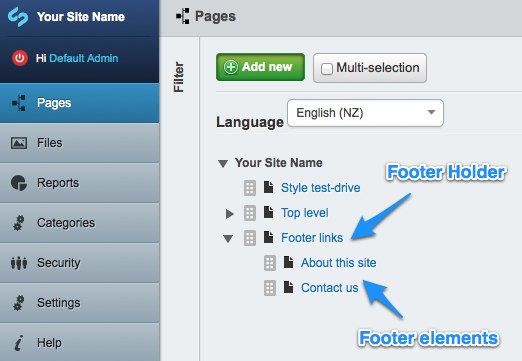 Your Site Name
Hi Default Admin
Pages
Files
Reports
Categories
Security
Settings
Help
Pages
Filter
Add new
Multi-selection
Language English (NZ)
Your Site Name
Style test-drive
Top level
Footer links
About this site
Contact us
Footer Holder
Footer elements